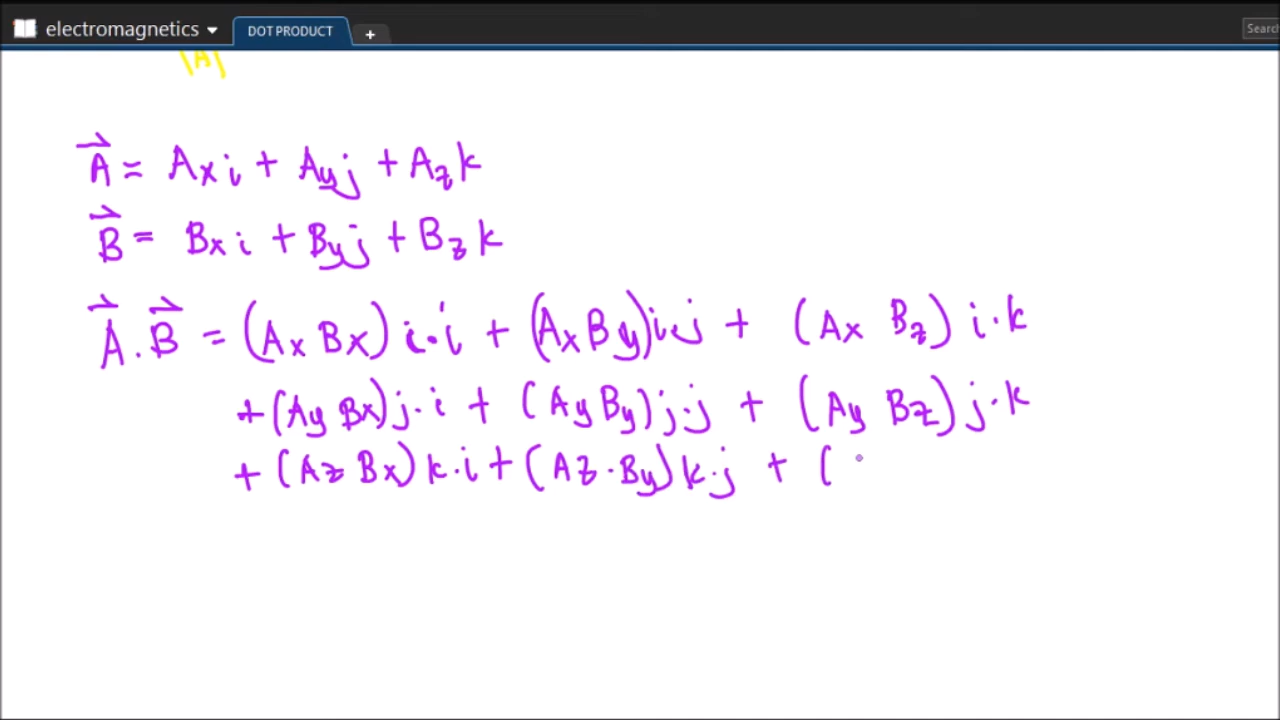 electromagnetics
DOT PRODUCT
+
Search
|A|
A⃗ = Ax i + Ay j + Az k
B⃗ = Bx i + By j + Bz k
A⃗ . B⃗ = (Ax Bx) i·i + (Ax By) i·j + (Ax Bz) i·k
+ (Ay Bx) j·i + (Ay By) j·j + (Ay Bz) j·k
+ (Az Bx) k·i + (Az · By) k·j + (